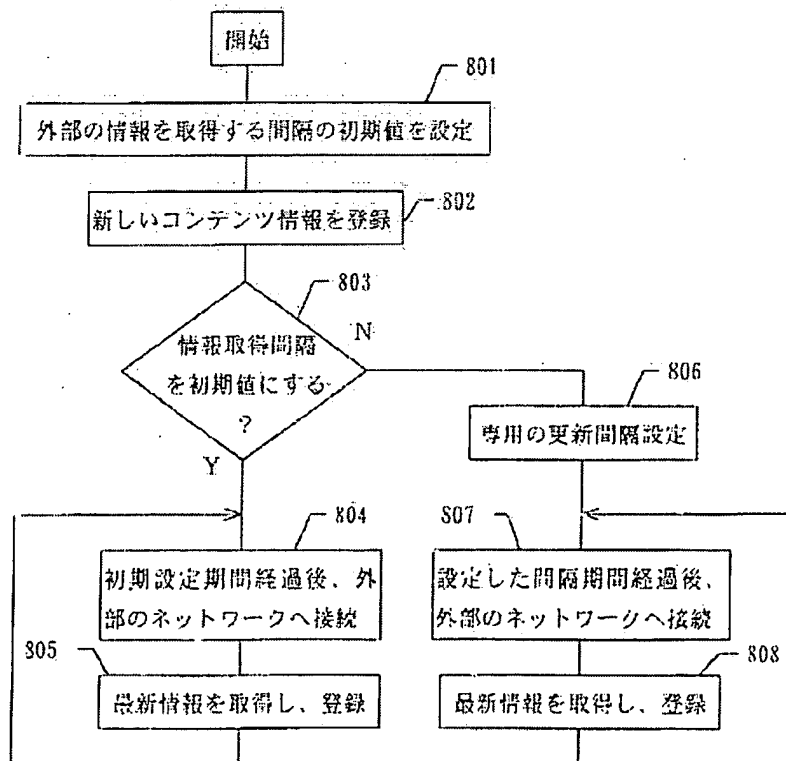 開始
801
外部の情報を取得する間隔の初期値を設定
802
新しいコンテンツ情報を登録
803
情報取得間隔
を初期値にする
?
N
Y
806
専用の更新間隔設定
804
初期設定期間経過後、外
部のネットワークへ接続
807
設定した間隔期間経過後、
外部のネットワークへ接続
805
最新情報を取得し、登録
808
最新情報を取得し、登録